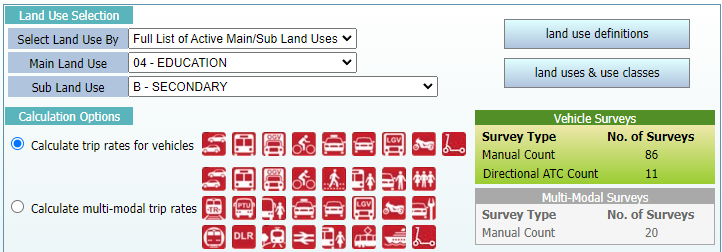 Land Use Selection
Select Land Use By Full List of Active Main/Sub Land Uses
land use definitions
Main Land Use 04 - EDUCATION
Sub Land Use B - SECONDARY
land uses & use classes
Calculation Options
Calculate trip rates for vehicles
OGV LGV
Vehicle Surveys
Survey Type No. of Surveys
Manual Count 86
Directional ATC Count 11
OGV
Calculate multi-modal trip rates
TR PTU LGV
DLR
Multi-Modal Surveys
Survey Type No. of Surveys
Manual Count 20